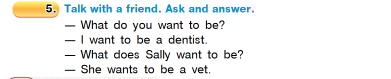 5. Talk with a friend. Ask and answer.
— What do you want to be?
— I want to be a dentist.
— What does Sally want to be?
— She wants to be a vet.